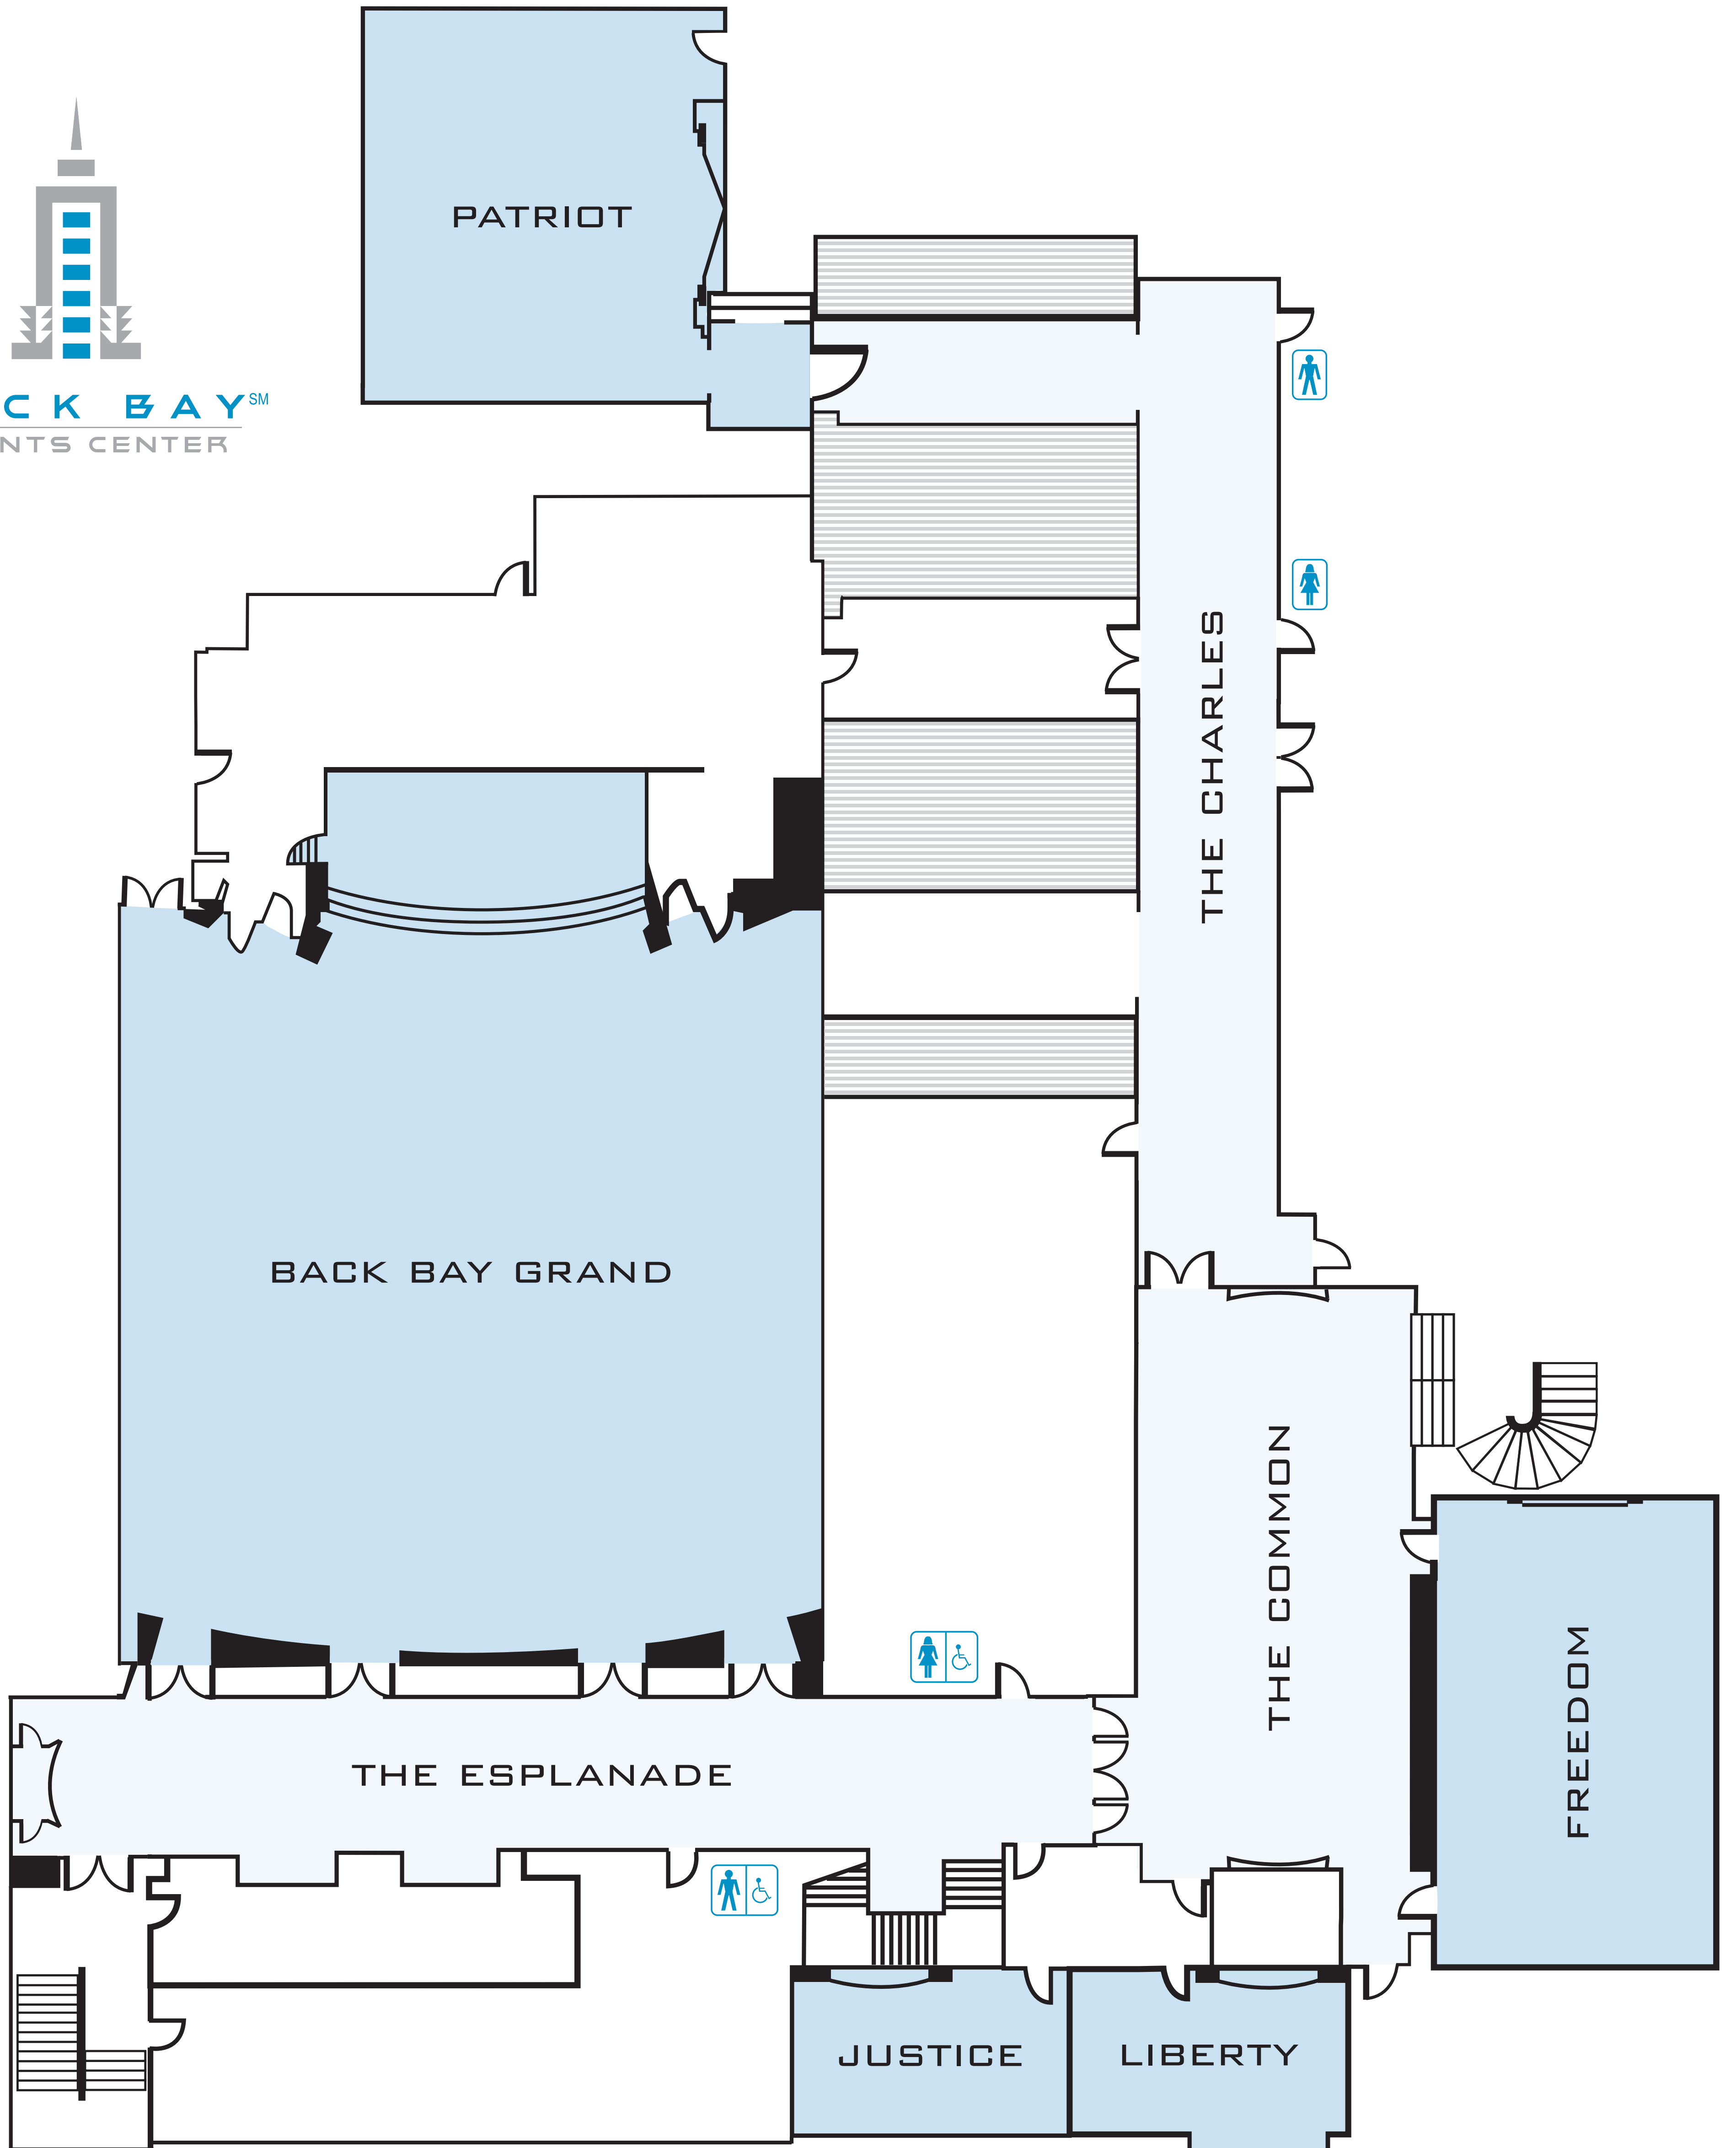 PATRIOT
CK BAY SM
NTS CENTER
THE CHARLES
BACK BAY GRAND
THE COMMON
FREEDOM
THE ESPLANADE
JUSTICE
LIBERTY